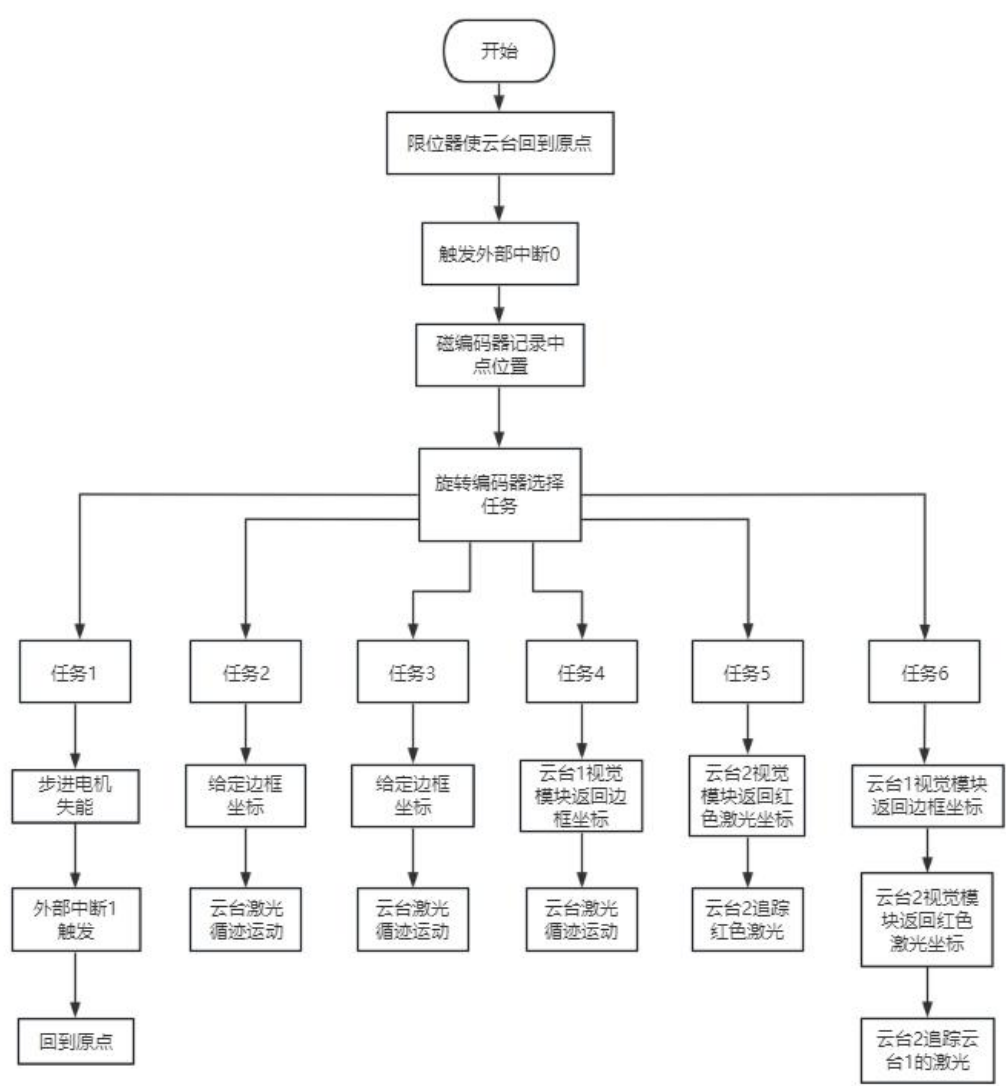 开始
限位器使云台回到原点
触发外部中断0
磁编码器记录中
点位置
旋转编码器选择
任务
任务1
任务2
任务3
任务4
任务5
任务6
步进电机
失能
给定边框
坐标
给定边框
坐标
云台1视觉
模块返回边
框坐标
云台2视觉
模块返回红
色激光坐标
云台1视觉模块
返回边框坐标
外部中断1
触发
云台激光
循迹运动
云台激光
循迹运动
云台激光
循迹运动
云台2追踪
红色激光
云台2视觉模
块返回红色
激光坐标
回到原点
云台2追踪云
台1的激光